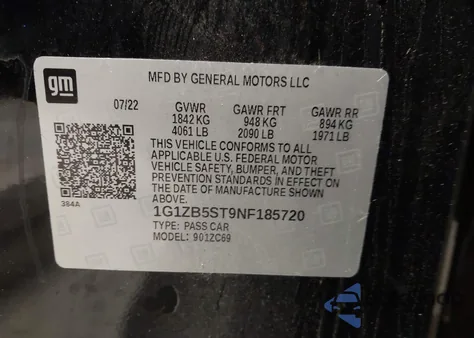 gm
MFD BY GENERAL MOTORS LLC
07/22 GVWR GAWR FRT GAWR RR
1842 KG 948 KG 894 KG
4061 LB 2090 LB 1971 LB
THIS VEHICLE CONFORMS TO ALL
APPLICABLE U.S. FEDERAL MOTOR
VEHICLE SAFETY, BUMPER, AND THEFT
PREVENTION STANDARDS IN EFFECT ON
THE DATE OF MANUFACTURE SHOWN
ABOVE.
384A
1G1ZB5ST9NF185720
TYPE: PASS CAR
MODEL: 901ZC69